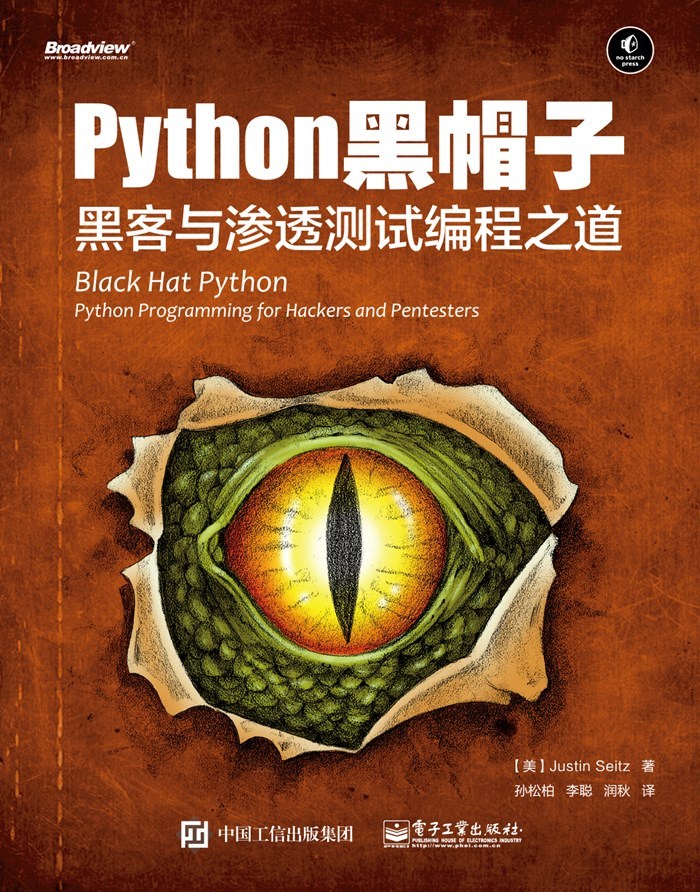 Broadview®
www.broadview.com.cn
no starch
press
Python黑帽子
黑客与渗透测试编程之道
Black Hat Python
Python Programming for Hackers and Pentesters
【美】Justin Seitz 著
孙松柏 李聪 润秋 译
中国工信出版集团
電子工業出版社·
PUBLISHING HOUSE OF ELECTRONICS INDUSTRY
http://www.phei.com.cn